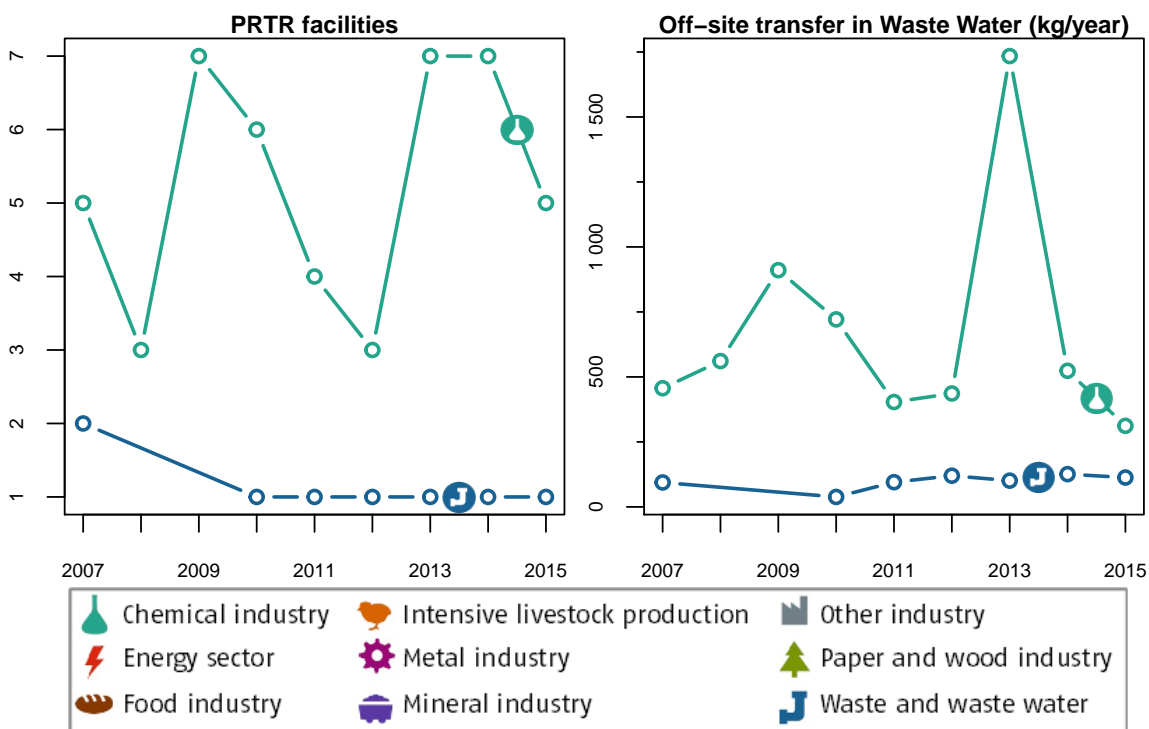 PRTR facilities
7
6
5
4
3
2
1
2007 2009 2011 2013 2015
Off−site transfer in Waste Water (kg/year)
1 500
1 000
500
0
2007 2009 2011 2013 2015
Chemical industry Intensive livestock production Other industry
Energy sector Metal industry Paper and wood industry
Food industry Mineral industry Waste and waste water